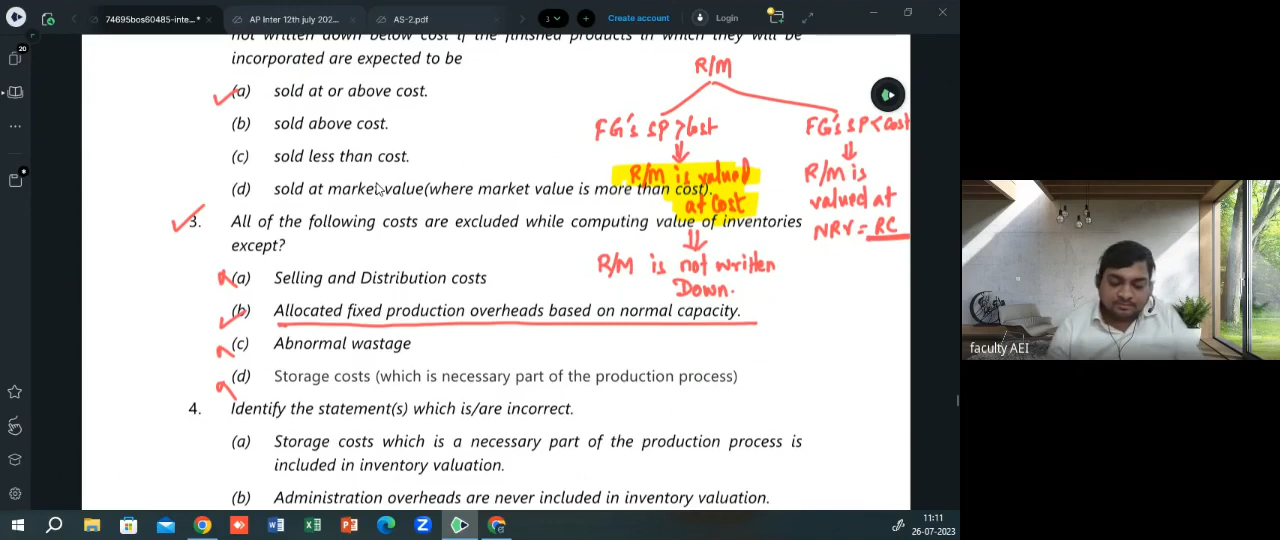 74695bos60485-inte...*
AP Inter 12th july 202...
AS-2.pdf
3
Create account
Login
20
not written down below cost if the finished products in which they will be
incorporated are expected to be
(a) sold at or above cost.
(b) sold above cost.
(c) sold less than cost.
(d) sold at market value(where market value is more than cost).
3. All of the following costs are excluded while computing value of inventories
except?
(a) Selling and Distribution costs
(b) Allocated fixed production overheads based on normal capacity.
(c) Abnormal wastage
(d) Storage costs (which is necessary part of the production process)
4. Identify the statement(s) which is/are incorrect.
(a) Storage costs which is a necessary part of the production process is
included in inventory valuation.
(b) Administration overheads are never included in inventory valuation.
R/M
FG's SP > Cost
R/M is valued
at Cost
R/M is not written
Down.
FG's SP < Cost
R/M is
valued at
NRV = RC
faculty AEI
11:11
26-07-2023